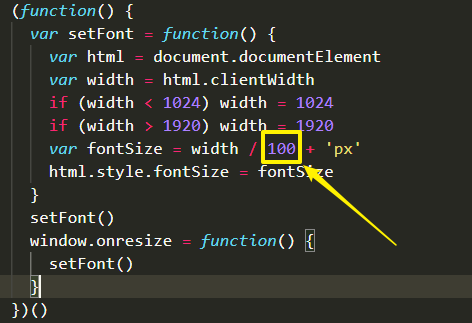 (function() {
var setFont = function() {
var html = document.documentElement
var width = html.clientWidth
if (width < 1024) width = 1024
if (width > 1920) width = 1920
var fontSize = width / 100 + 'px'
html.style.fontSize = fontSize
}
setFont()
window.onresize = function() {
setFont()
}
})()